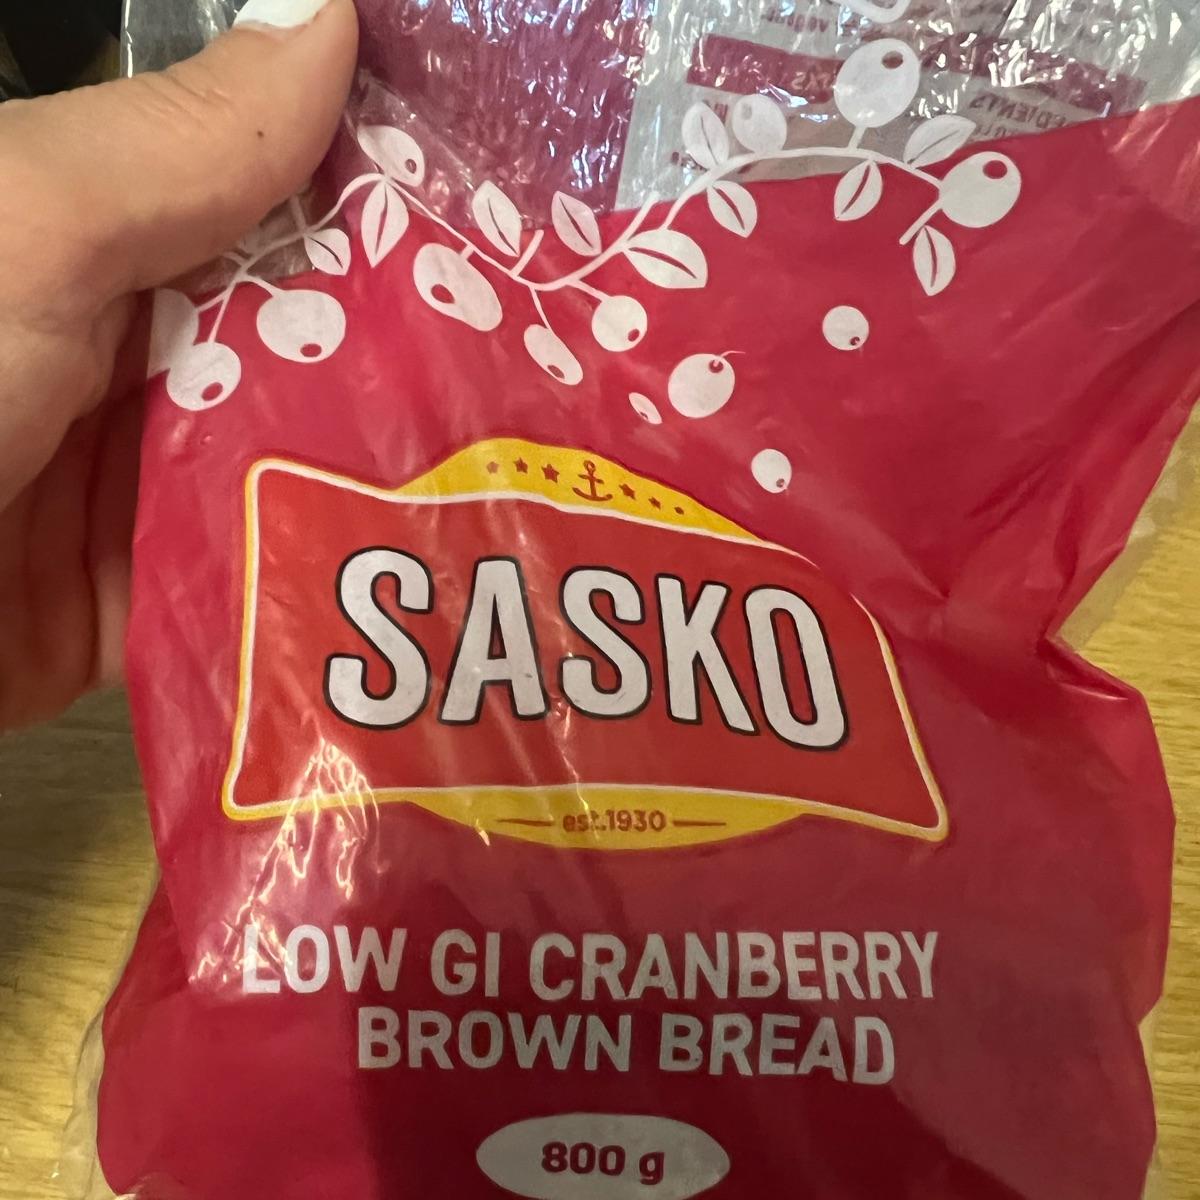 SASKO
est.1930
LOW GI CRANBERRY
BROWN BREAD
800 g